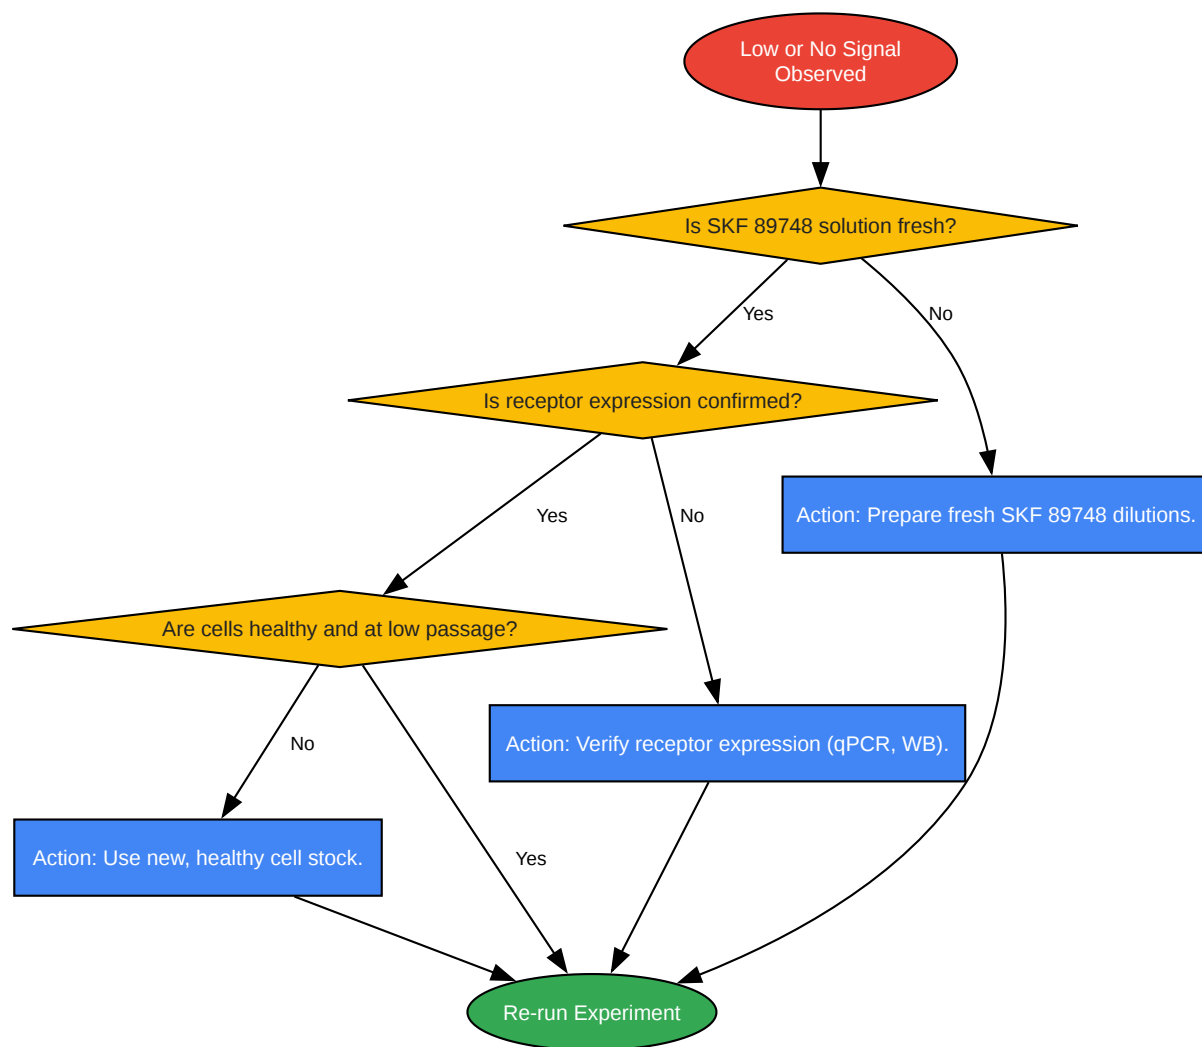 Low or No Signal
Observed
Is SKF 89748 solution fresh?
Yes
No
Is receptor expression confirmed?
Yes
No
Action: Prepare fresh SKF 89748 dilutions.
Are cells healthy and at low passage?
No
Action: Verify receptor expression (qPCR, WB).
Action: Use new, healthy cell stock.
Yes
Re-run Experiment